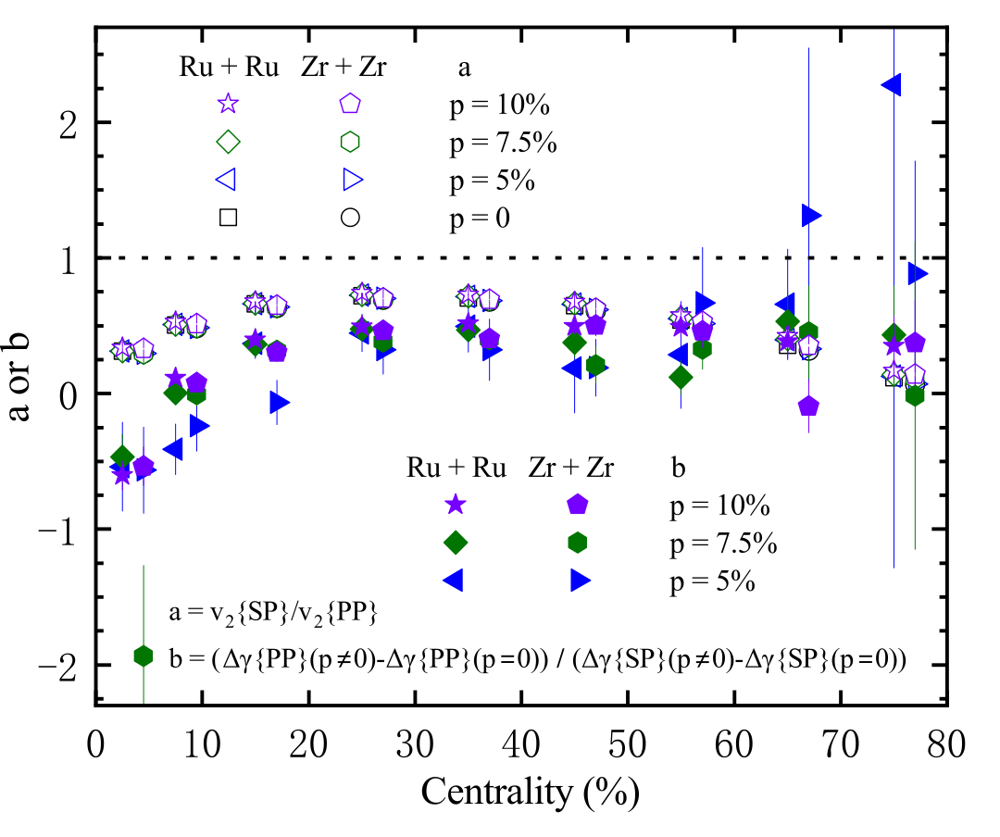 Ru + Ru Zr + Zr a
p = 10%
p = 7.5%
p = 5%
p = 0
2
1
0
−1
−2
a or b
Ru + Ru Zr + Zr b
p = 10%
p = 7.5%
p = 5%
a = v₂{SP}/v₂{PP}
b = (Δγ{PP}(p≠0)-Δγ{PP}(p=0)) / (Δγ{SP}(p≠0)-Δγ{SP}(p=0))
0 10 20 30 40 50 60 70 80
Centrality (%)